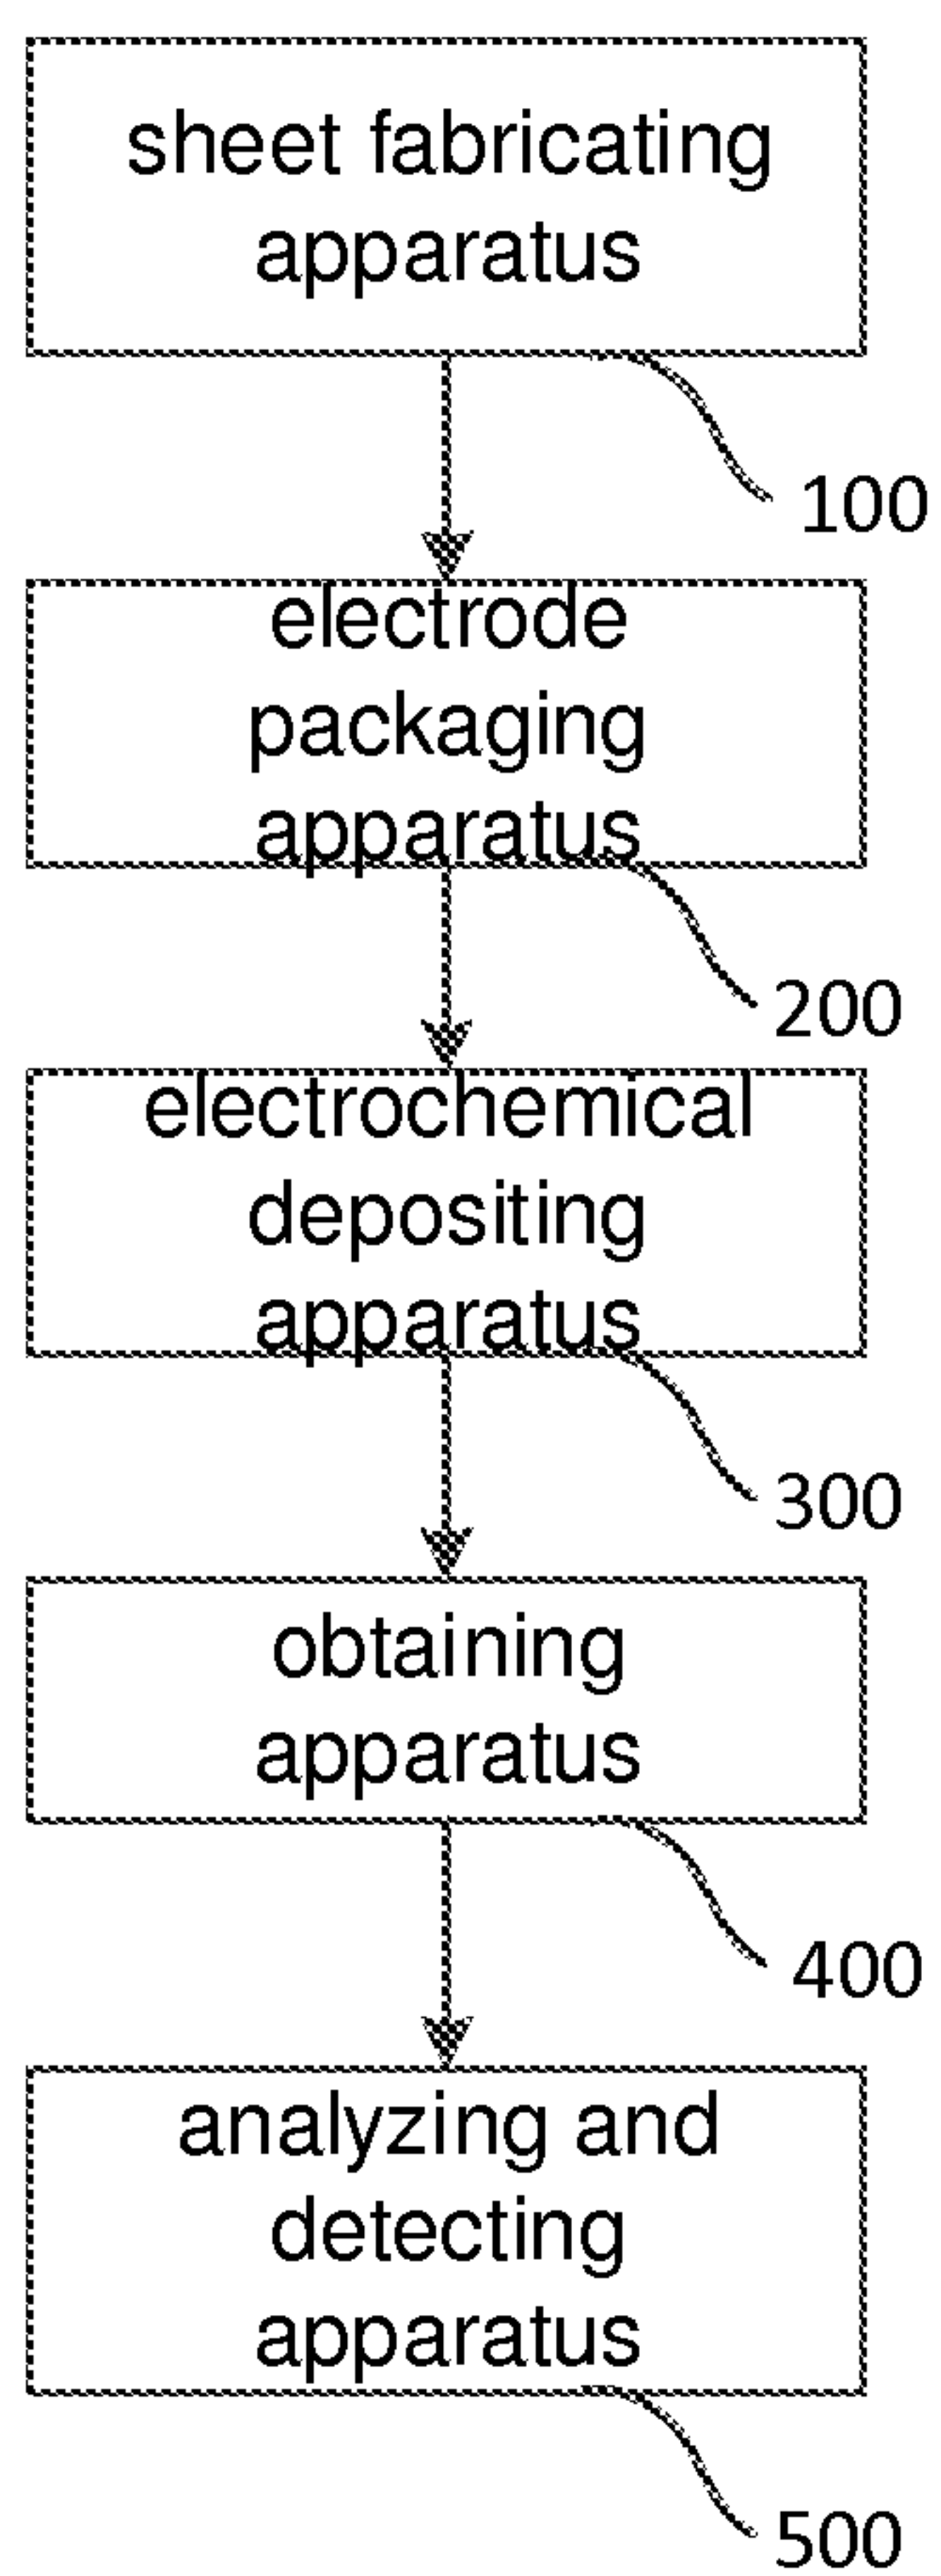 sheet fabricating
apparatus
100
electrode
packaging
apparatus
200
electrochemical
depositing
apparatus
300
obtaining
apparatus
400
analyzing and
detecting
apparatus
500